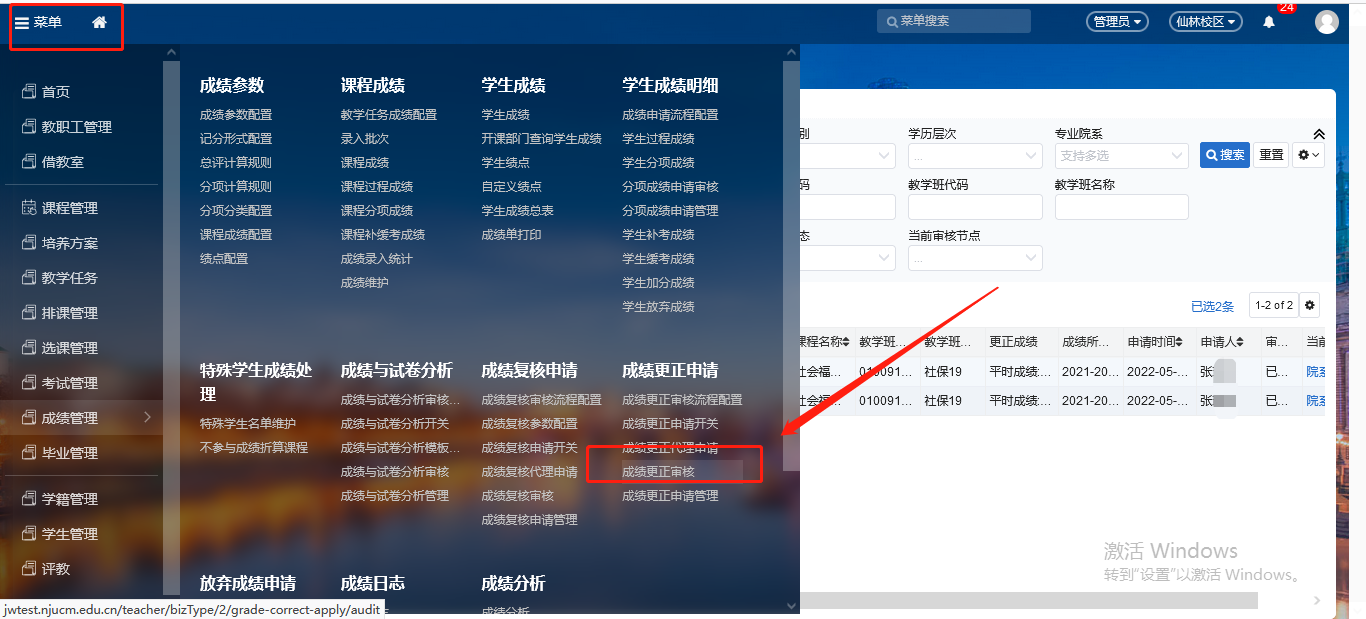 菜单
菜单搜索
管理员
仙林校区
24
首页
教职工管理
借教室
课程管理
培养方案
教学任务
排课管理
选课管理
考试管理
成绩管理
毕业管理
学籍管理
学生管理
评教
成绩参数
成绩参数配置
记分形式配置
总评计算规则
分项计算规则
分项分类配置
课程成绩配置
绩点配置
课程成绩
教学任务成绩配置
录入批次
课程成绩
课程过程成绩
课程分项成绩
课程补缓考成绩
成绩录入统计
成绩维护
学生成绩
学生成绩
开课部门查询学生成绩
学生绩点
自定义绩点
学生成绩总表
成绩单打印
学生成绩明细
成绩申请流程配置
学生过程成绩
学生分项成绩
分项成绩申请审核
分项成绩申请管理
学生补考成绩
学生缓考成绩
学生加分成绩
学生放弃成绩
特殊学生成绩处
理
特殊学生名单维护
不参与成绩折算课程
成绩与试卷分析
成绩与试卷分析审核...
成绩与试卷分析开关
成绩与试卷分析模板...
成绩与试卷分析审核
成绩与试卷分析管理
成绩复核申请
成绩复核审核流程配置
成绩复核参数配置
成绩复核申请开关
成绩复核代理申请
成绩复核审核
成绩复核申请管理
成绩更正申请
成绩更正审核流程配置
成绩更正申请开关
成绩更正代理申请
成绩更正审核
成绩更正申请管理
放弃成绩申请
成绩日志
成绩分析
成绩分析
别
学历层次
专业院系
...
支持多选
搜索
重置
码
教学班代码
教学班名称
态
当前审核节点
...
已选2条
1-2 of 2
课程名称 教学班... 教学班... 更正成绩 成绩所... 申请时间 申请人 审... 当前
社会福... 010091... 社保19 平时成绩:... 2021-20... 2022-05-... 张 已... 院系
社会福... 010091... 社保19 平时成绩:... 2021-20... 2022-05-... 张 已... 院系
激活 Windows
转到"设置"以激活 Windows。
jwtest.njucm.edu.cn/teacher/bizType/2/grade-correct-apply/audit